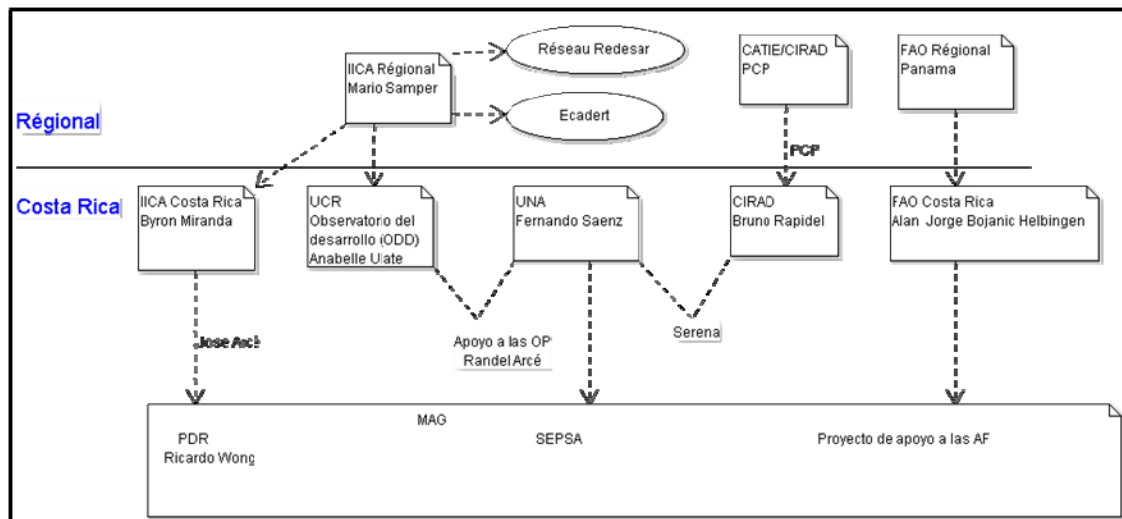 Réseau Redesar
IICA Régional
Mario Samper
Ecadert
CATIE/CIRAD
PCP
FAO Régional
Panama
Régional
PCP
Costa Rica
IICA Costa Rica
Byron Miranda
UCR
Observatorio del
desarrollo (ODD)
Anabelle Ulate
UNA
Fernando Saenz
CIRAD
Bruno Rapidel
FAO Costa Rica
Alan Jorge Bojanic Helbingen
Jose Arcé
Apoyo a las OP
Randel Arcé
Serena
MAG
PDR
Ricardo Wong
SEPSA
Proyecto de apoyo a las AF